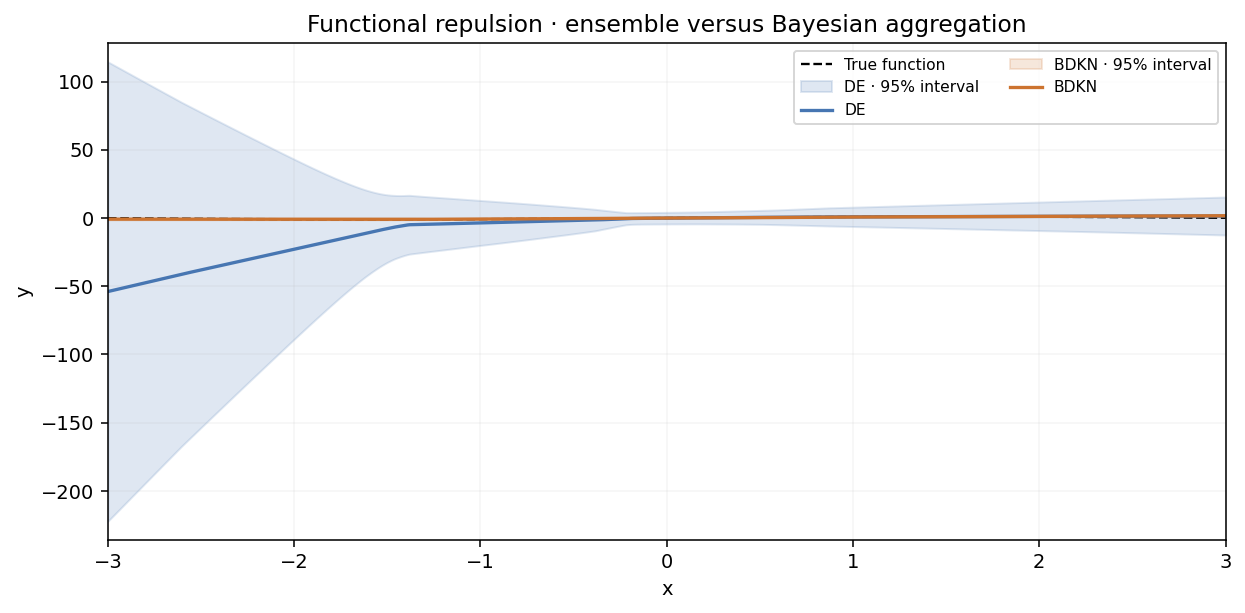 Functional repulsion · ensemble versus Bayesian aggregation
True function
DE · 95% interval
DE
BDKN · 95% interval
BDKN
y
100
50
0
−50
−100
−150
−200
−3
−2
−1
0
1
2
3
x